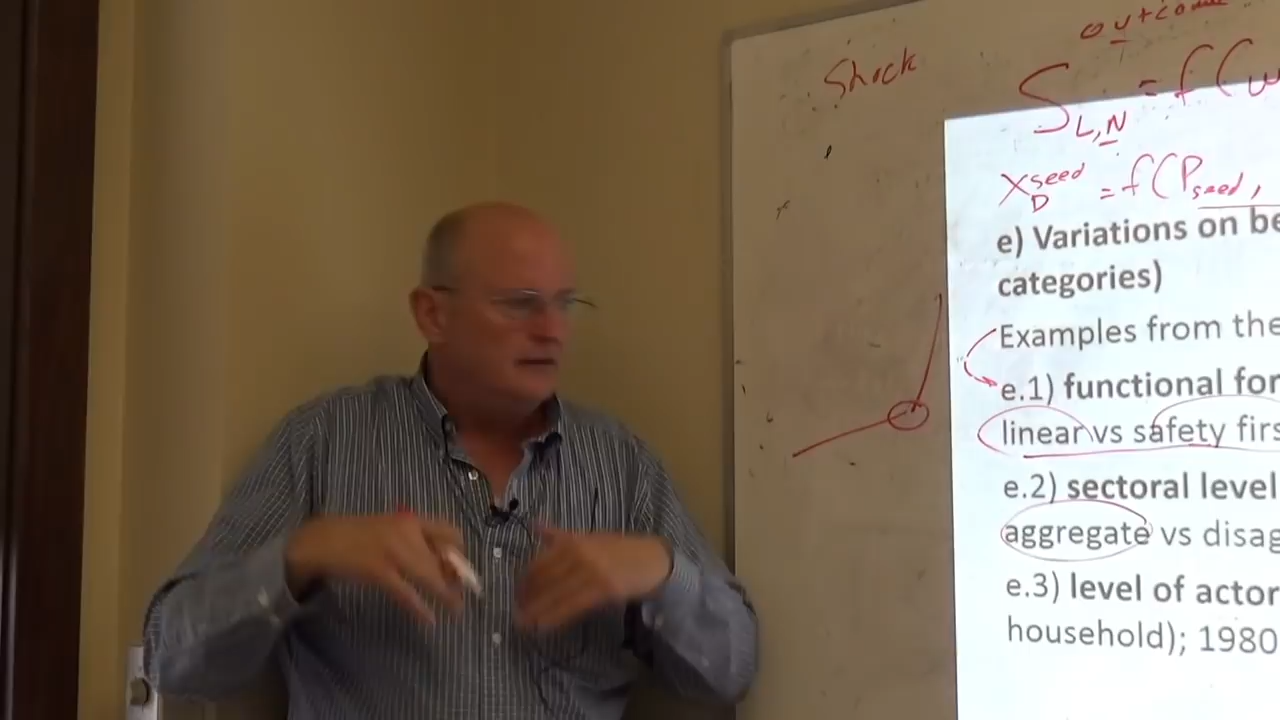 Shock
outcome
S L,N = f(w
X seed D = f(P seed,
e) Variations on be
categories)
Examples from the
e.1) functional for
linear vs safety firs
e.2) sectoral level
aggregate vs disag
e.3) level of actor
household); 1980